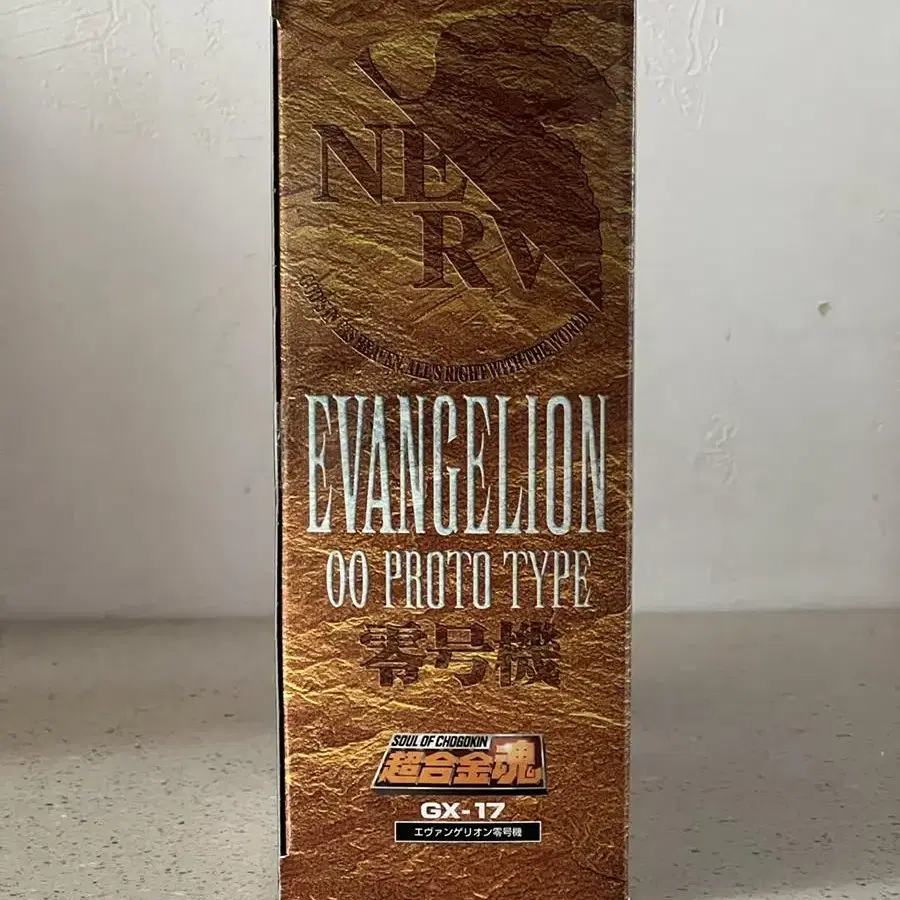 NERV
GOD'S IN HIS HEAVEN. ALL'S RIGHT WITH THE WORLD.
EVANGELION
00 PROTO TYPE
零号機
SOUL OF CHOGOKIN
超合金魂
GX-17
エヴァンゲリオン零号機